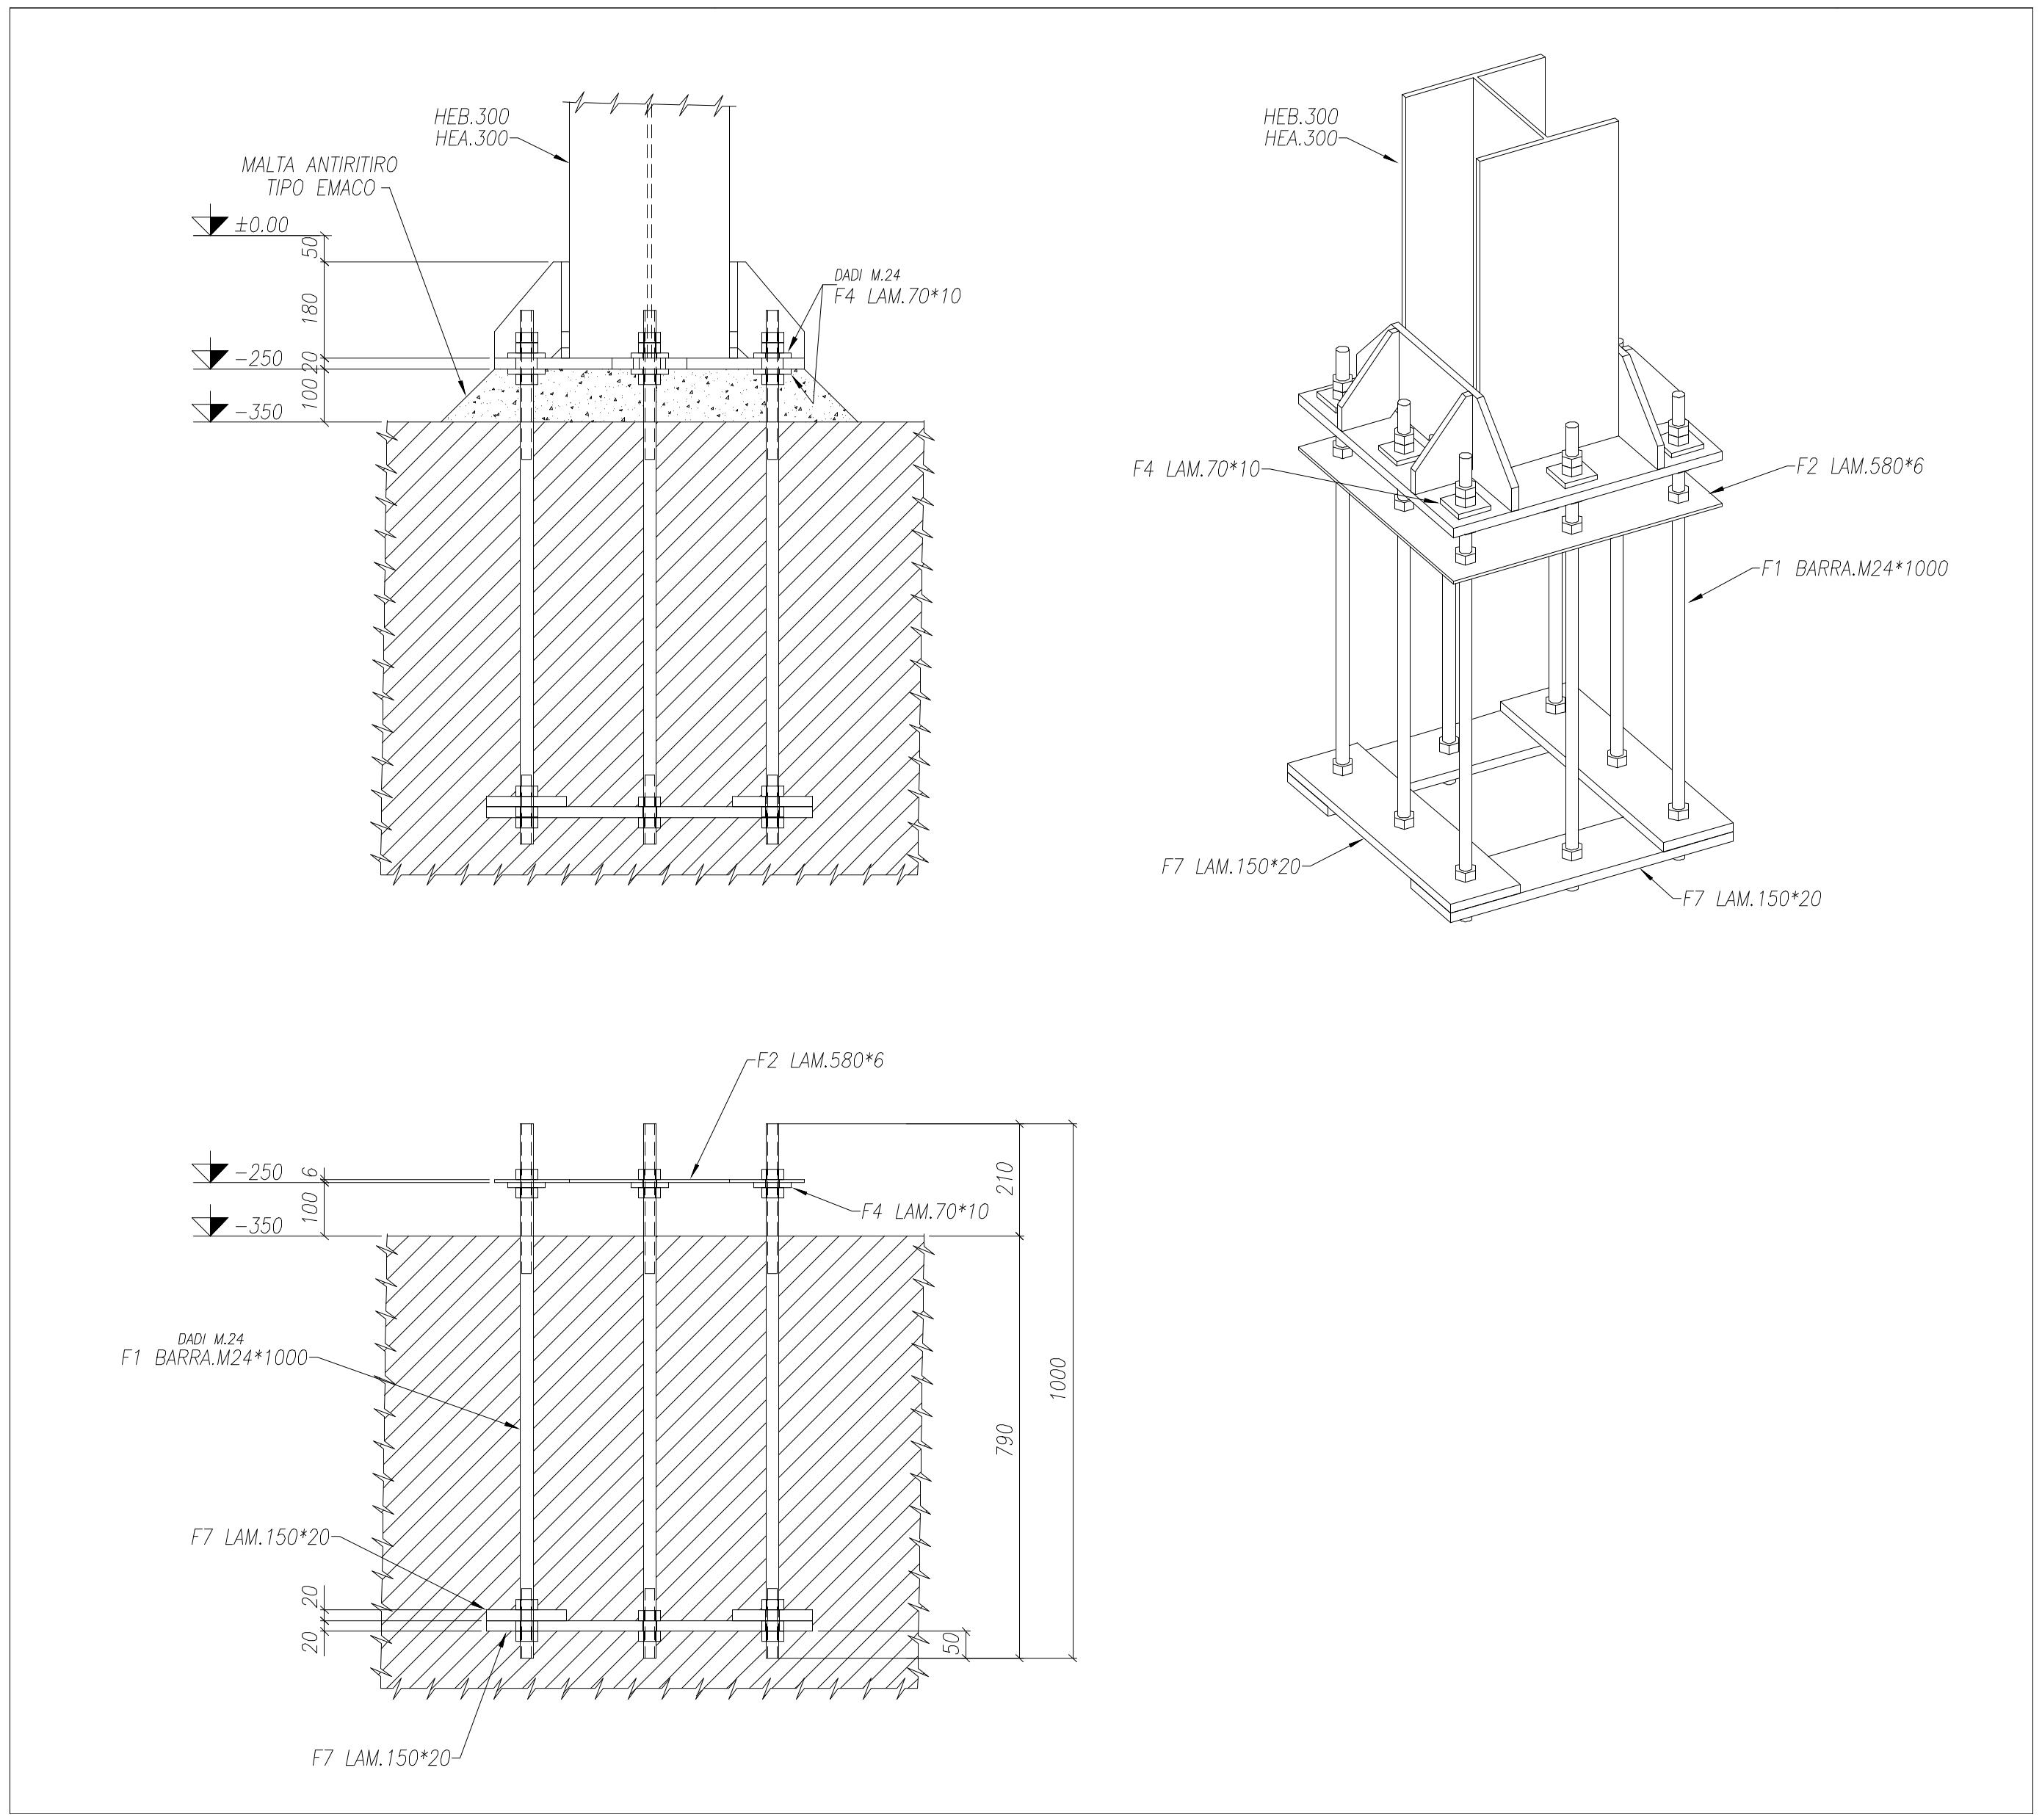 HEB.300
HEA.300
MALTA ANTIRITIRO
TIPO EMACO
±0.00
50
180
DADI M.24
F4 LAM.70*10
-250
20
100
-350
HEB.300
HEA.300
F4 LAM.70*10
F2 LAM.580*6
F1 BARRA.M24*1000
F7 LAM.150*20
F7 LAM.150*20
F2 LAM.580*6
-250
6
100
-350
210
F4 LAM.70*10
DADI M.24
F1 BARRA.M24*1000
1000
790
F7 LAM.150*20
20
20
50
F7 LAM.150*20